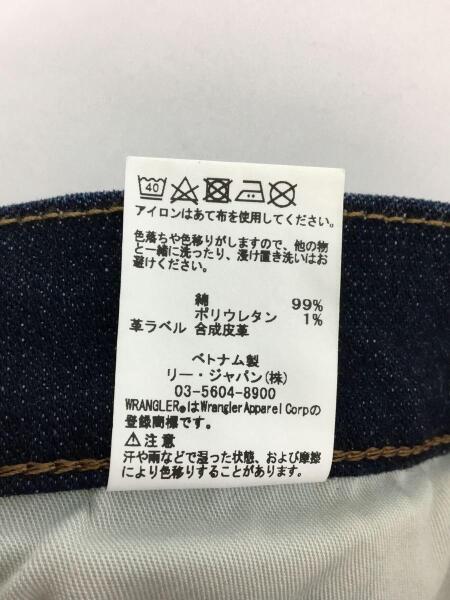 40
アイロンはあて布を使用してください。
色落ちや色移りがしますので、他の物
と一緒に洗ったり、浸け置き洗いはお
避けください。
綿 99%
ポリウレタン 1%
革ラベル 合成皮革
ベトナム製
リー・ジャパン(株)
03-5604-8900
WRANGLER®はWrangler Apparel Corpの
登録商標です。
⚠注意
汗や雨などで湿った状態、および摩擦
により色移りすることがあります。